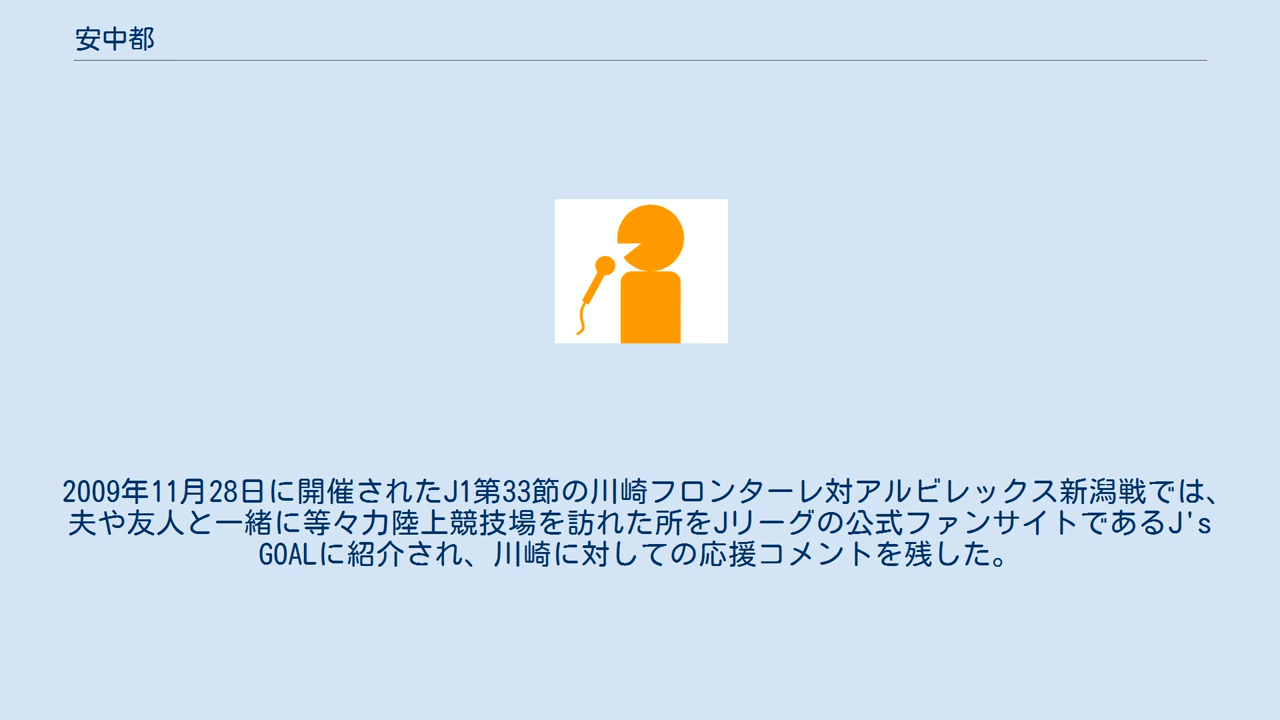 安中都
2009年11月28日に開催されたJ1第33節の川崎フロンターレ対アルビレックス新潟戦では、
夫や友人と一緒に等々力陸上競技場を訪れた所をJリーグの公式ファンサイトであるJ's
GOALに紹介され、川崎に対しての応援コメントを残した。